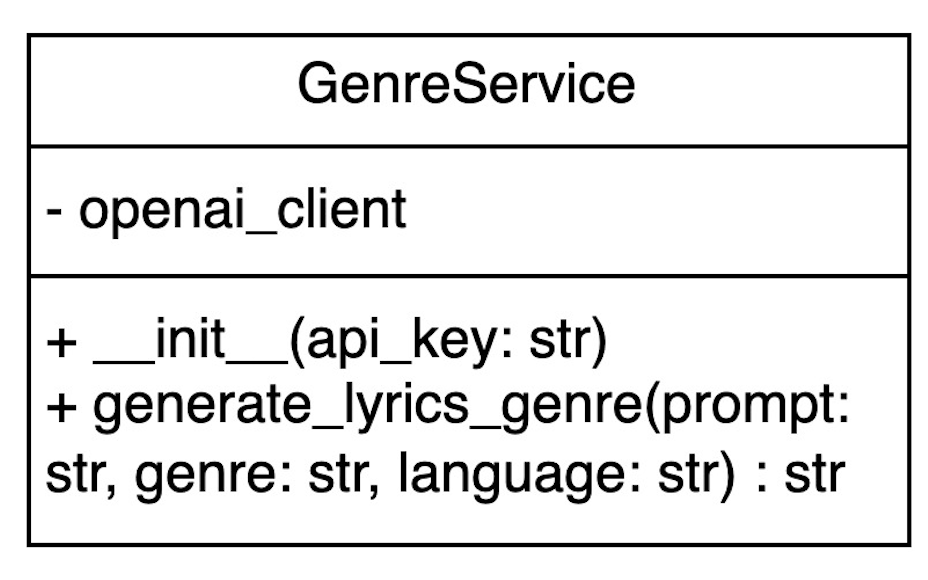 GenreService
- openai_client
+ __init__(api_key: str)
+ generate_lyrics_genre(prompt:
str, genre: str, language: str) : str